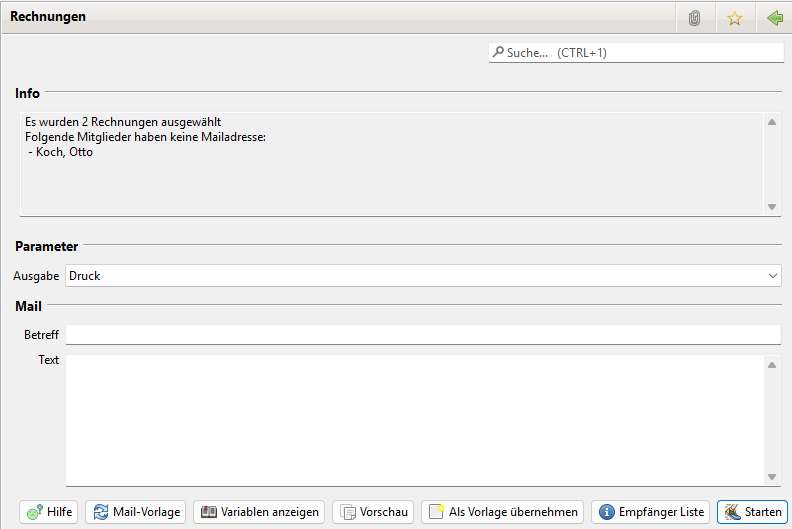 Rechnungen
Suche... (CTRL+1)
Info
Es wurden 2 Rechnungen ausgewählt
Folgende Mitglieder haben keine Mailadresse:
- Koch, Otto
Parameter
Ausgabe Druck
Mail
Betreff
Text
Hilfe Mail-Vorlage Variablen anzeigen Vorschau Als Vorlage übernehmen Empfänger Liste Starten